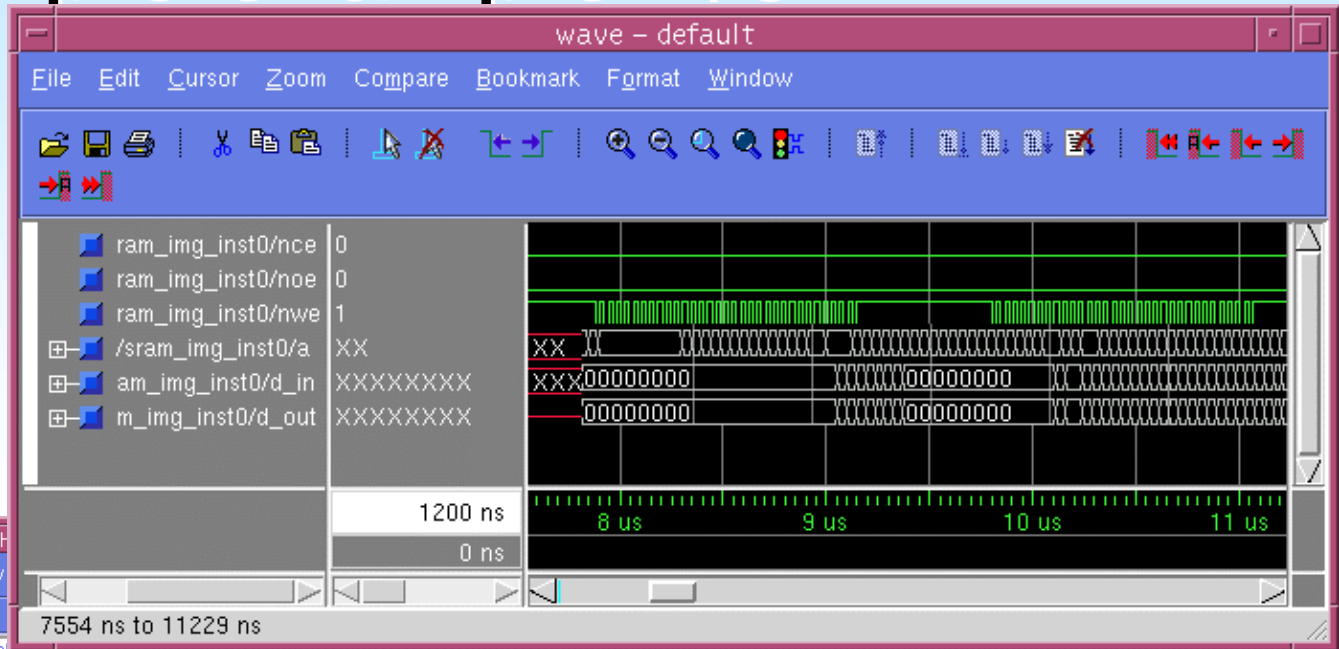 wave – default
File Edit Cursor Zoom Compare Bookmark Format Window
ram_img_inst0/nce 0
ram_img_inst0/noe 0
ram_img_inst0/nwe 1
/sram_img_inst0/a XX XX
am_img_inst0/d_in XXXXXXXX XXX 00000000 00000000
m_img_inst0/d_out XXXXXXXX 00000000 00000000
1200 ns 8 us 9 us 10 us 11 us
0 ns
7554 ns to 11229 ns